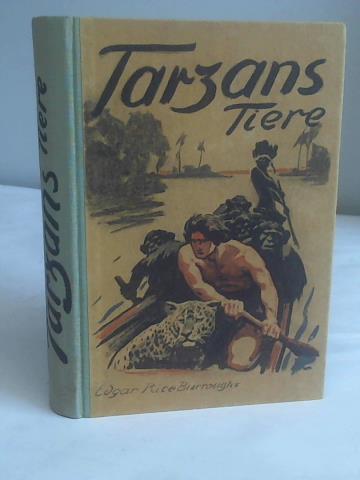 Tarzans
Tiere
Edgar Rice Burroughs
Tarzans Tiere